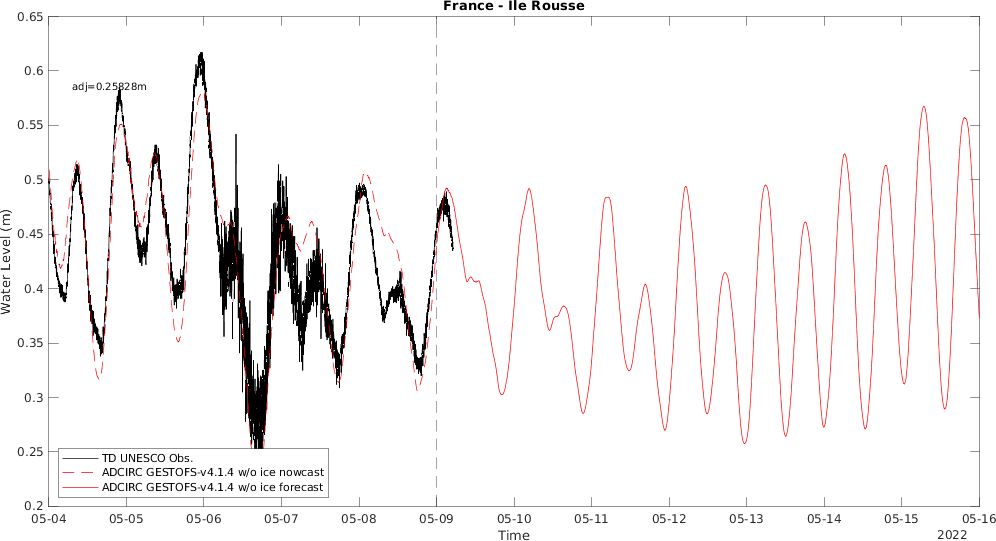 France - Ile Rousse
Water Level (m)
0.65
0.6
0.55
0.5
0.45
0.4
0.35
0.3
0.25
0.2
adj=0.25828m
TD UNESCO Obs.
ADCIRC GESTOFS-v4.1.4 w/o ice nowcast
ADCIRC GESTOFS-v4.1.4 w/o ice forecast
05-04 05-05 05-06 05-07 05-08 05-09 05-10 05-11 05-12 05-13 05-14 05-15 05-16
Time
2022